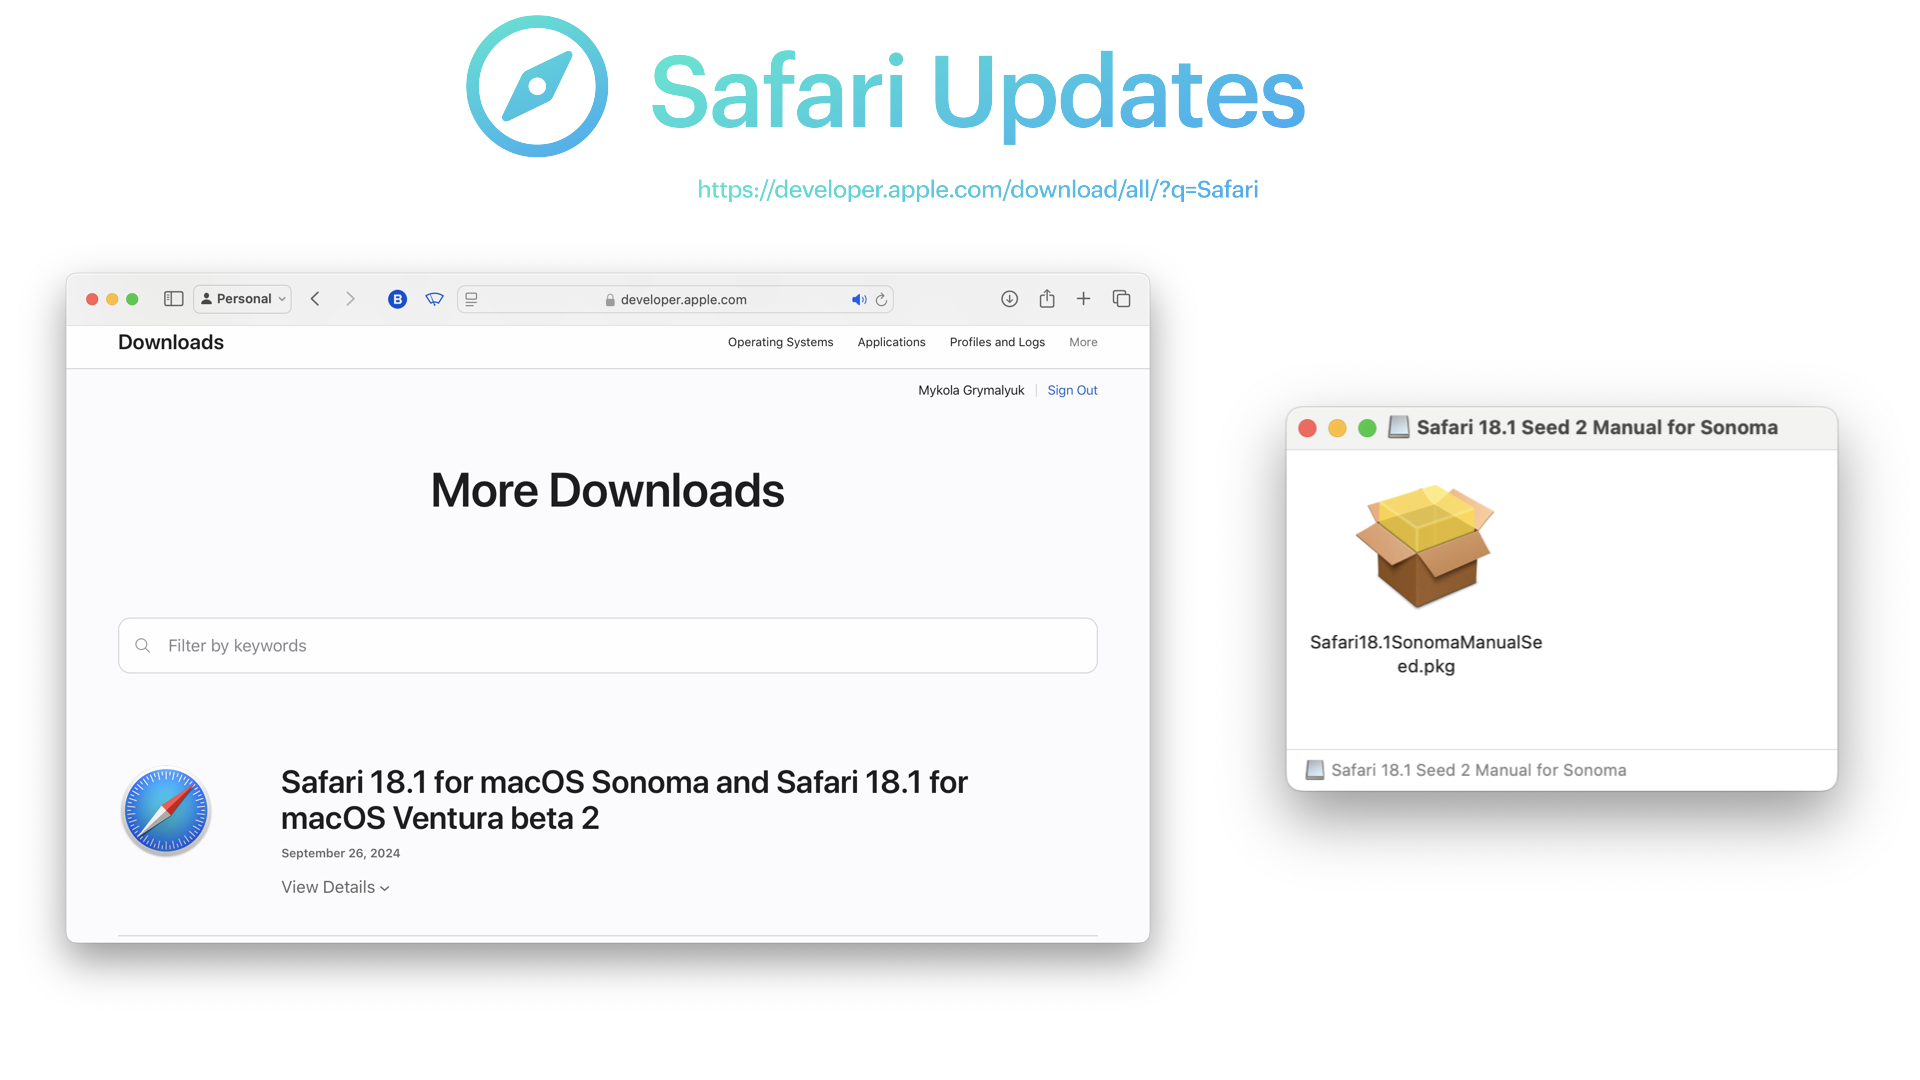 Safari Updates
https://developer.apple.com/download/all/?q=Safari
Personal
B
developer.apple.com
Downloads
Operating Systems
Applications
Profiles and Logs
More
Mykola Grymalyuk
Sign Out
More Downloads
Filter by keywords
Safari 18.1 for macOS Sonoma and Safari 18.1 for
macOS Ventura beta 2
September 26, 2024
View Details
Safari 18.1 Seed 2 Manual for Sonoma
Safari18.1SonomaManualSe
ed.pkg
Safari 18.1 Seed 2 Manual for Sonoma